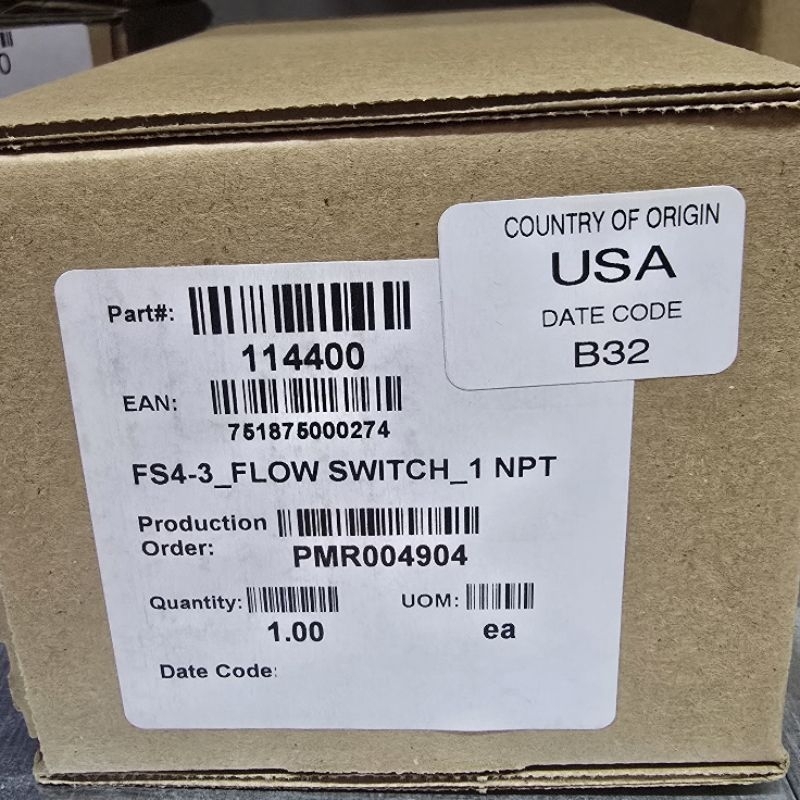 0
COUNTRY OF ORIGIN
USA
DATE CODE
B32
Part#:
114400
EAN:
751875000274
FS4-3_FLOW SWITCH_1 NPT
Production
Order:
PMR004904
Quantity:
1.00
UOM:
ea
Date Code: